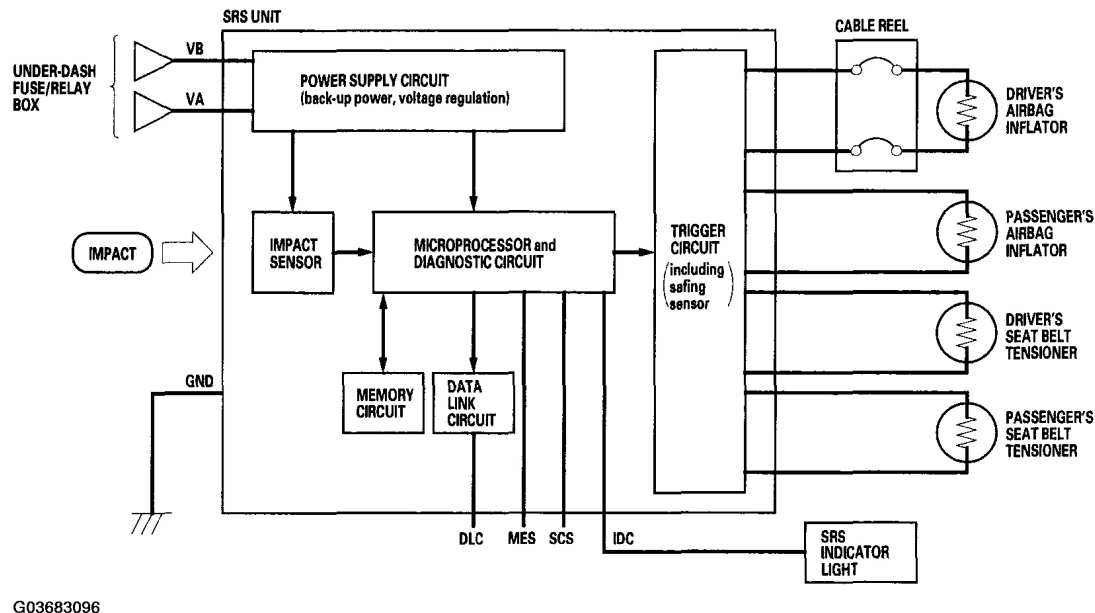 SRS UNIT
CABLE REEL
UNDER-DASH
FUSE/RELAY
BOX
VB
VA
POWER SUPPLY CIRCUIT
(back-up power, voltage regulation)
DRIVER'S
AIRBAG
INFLATOR
IMPACT
IMPACT
SENSOR
MICROPROCESSOR and
DIAGNOSTIC CIRCUIT
TRIGGER
CIRCUIT
(including
safing
sensor)
PASSENGER'S
AIRBAG
INFLATOR
DRIVER'S
SEAT BELT
TENSIONER
GND
MEMORY
CIRCUIT
DATA
LINK
CIRCUIT
PASSENGER'S
SEAT BELT
TENSIONER
DLC
MES
SCS
IDC
SRS
INDICATOR
LIGHT
G03683096